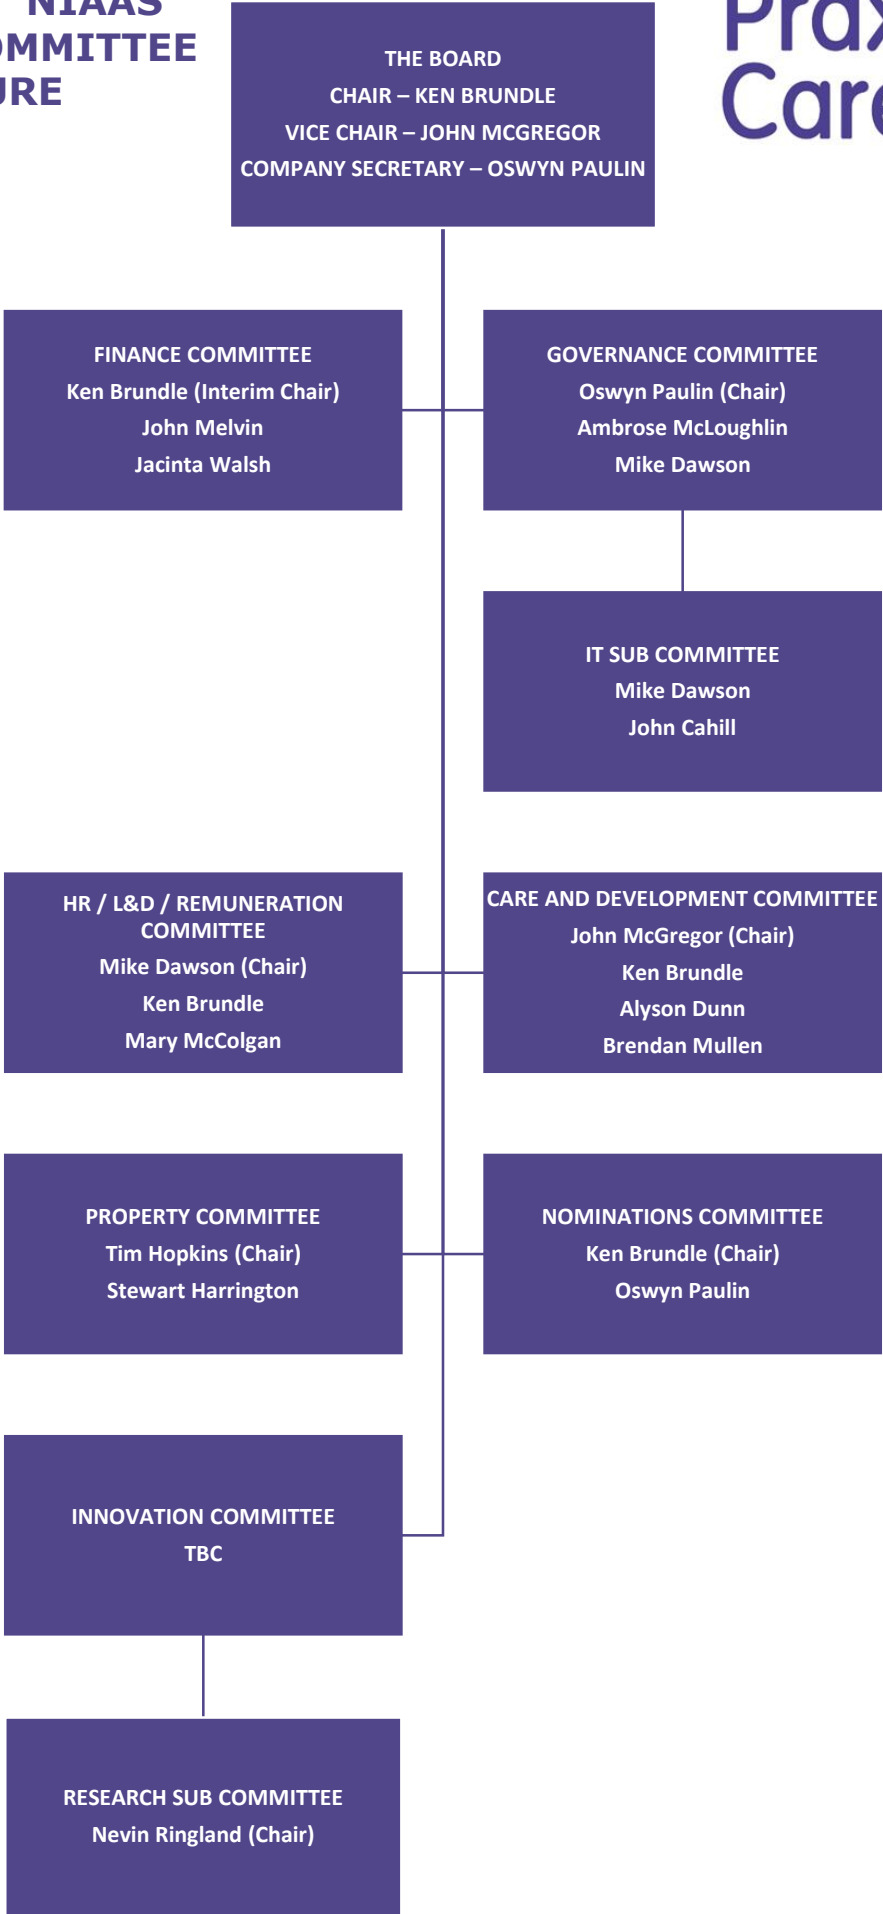 NIAAS
OMMITTEE
URE
Prax
Care
THE BOARD
CHAIR – KEN BRUNDLE
VICE CHAIR – JOHN MCGREGOR
COMPANY SECRETARY – OSWYN PAULIN
FINANCE COMMITTEE
Ken Brundle (Interim Chair)
John Melvin
Jacinta Walsh
GOVERNANCE COMMITTEE
Oswyn Paulin (Chair)
Ambrose McLoughlin
Mike Dawson
IT SUB COMMITTEE
Mike Dawson
John Cahill
HR / L&D / REMUNERATION
COMMITTEE
Mike Dawson (Chair)
Ken Brundle
Mary McColgan
CARE AND DEVELOPMENT COMMITTEE
John McGregor (Chair)
Ken Brundle
Alyson Dunn
Brendan Mullen
PROPERTY COMMITTEE
Tim Hopkins (Chair)
Stewart Harrington
NOMINATIONS COMMITTEE
Ken Brundle (Chair)
Oswyn Paulin
INNOVATION COMMITTEE
TBC
RESEARCH SUB COMMITTEE
Nevin Ringland (Chair)